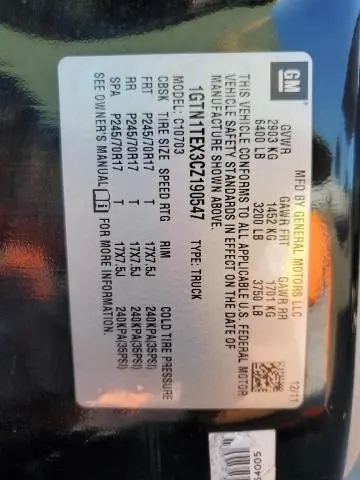 GM
MFD BY GENERAL MOTORS LLC 12/11
GVWR GAWR FRT GAWR RR
2903 KG 1452 KG 1701 KG
6400 LB 3200 LB 3750 LB
THIS VEHICLE CONFORMS TO ALL APPLICABLE U.S. FEDERAL MOTOR
VEHICLE SAFETY STANDARDS IN EFFECT ON THE DATE OF
MANUFACTURE SHOWN ABOVE.
1GTN1TEX3CZ190547 TYPE: TRUCK
MODEL: C10703
CBSK TIRE SIZE SPEED RTG RIM COLD TIRE PRESSURE
FRT P245/70R17 T 17X7.5J 240KPA(35PSI)
RR P245/70R17 T 17X7.5J 240KPA(35PSI)
SPA P245/70R17 T 17X7.5J 240KPA(35PSI)
SEE OWNER'S MANUAL FOR MORE INFORMATION.